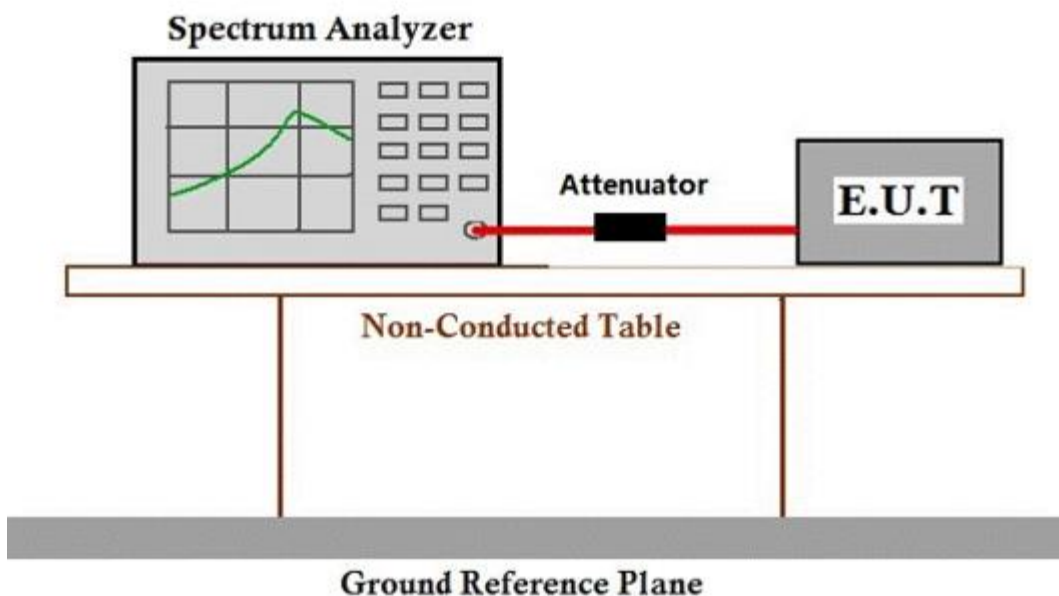 Spectrum Analyzer
Attenuator
E.U.T
Non-Conducted Table
Ground Reference Plane